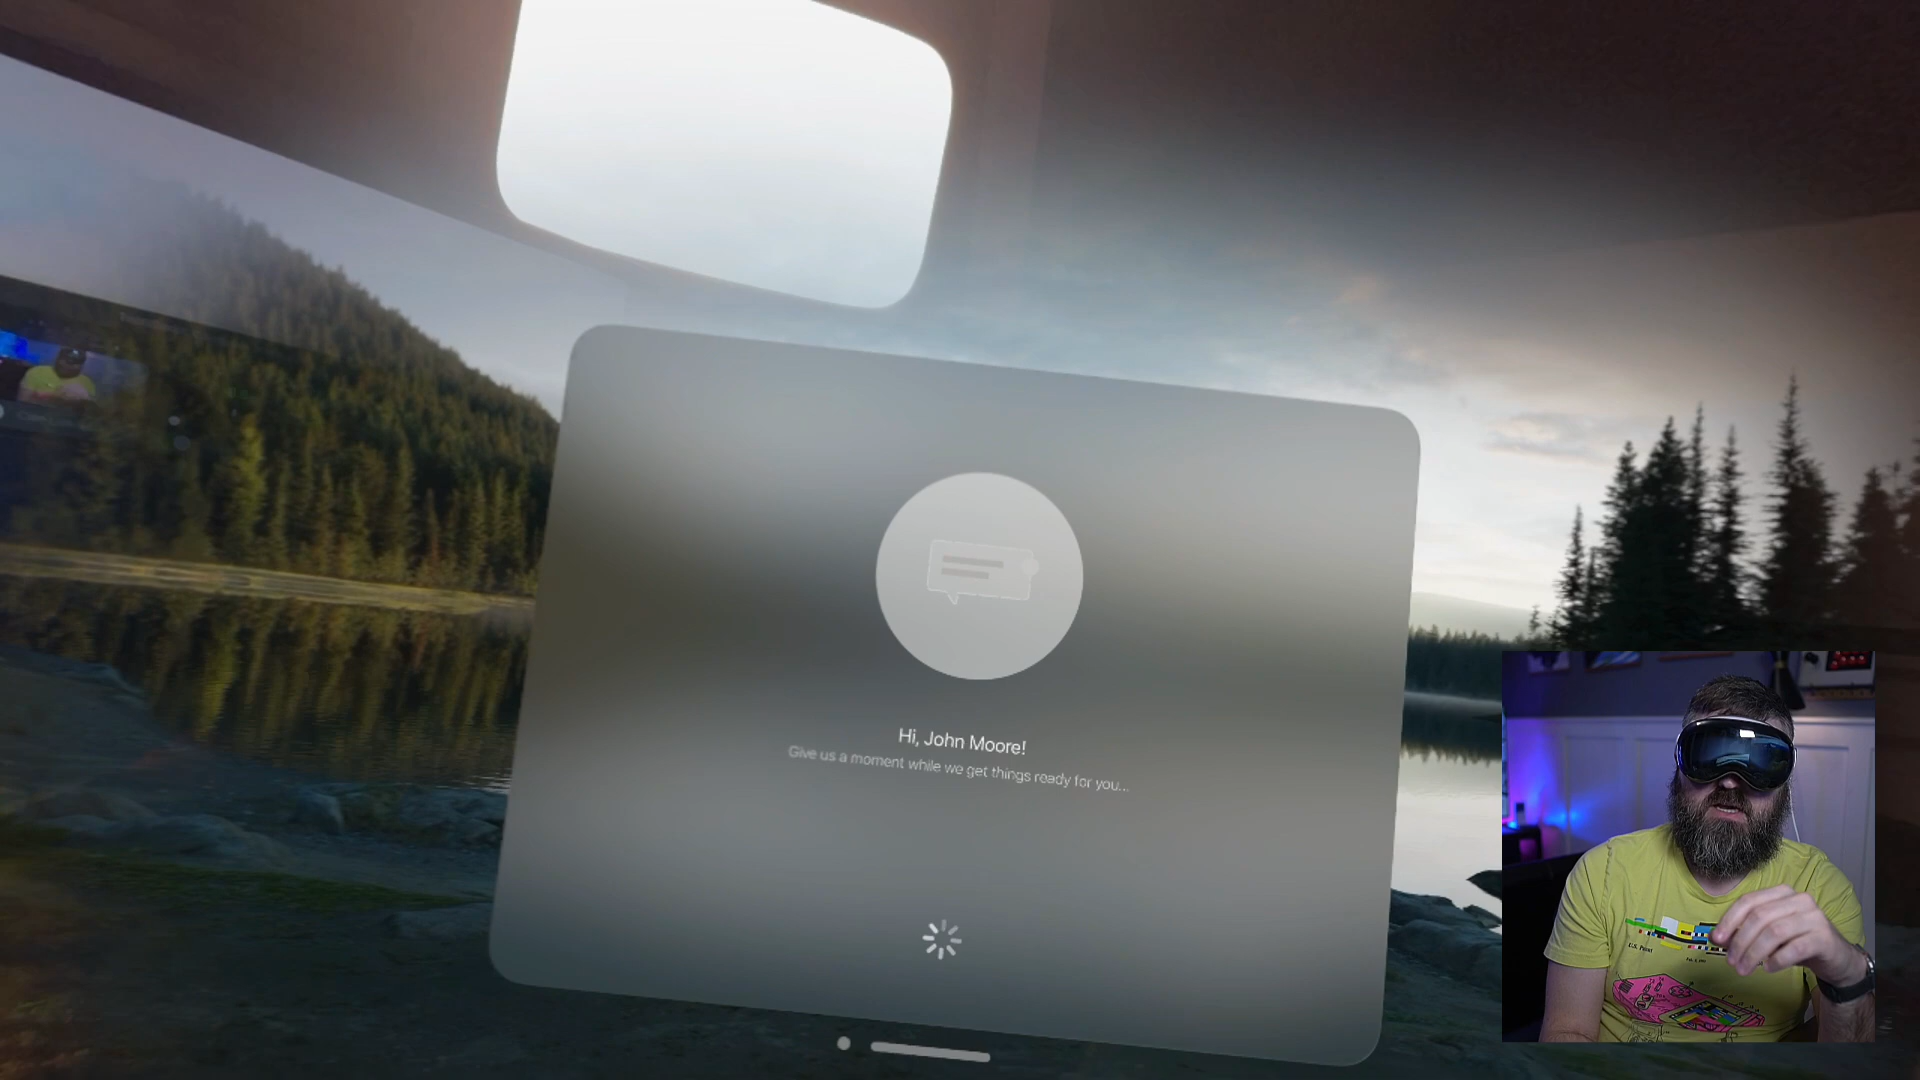 Hi, John Moore!
Give us a moment while we get things ready for you...